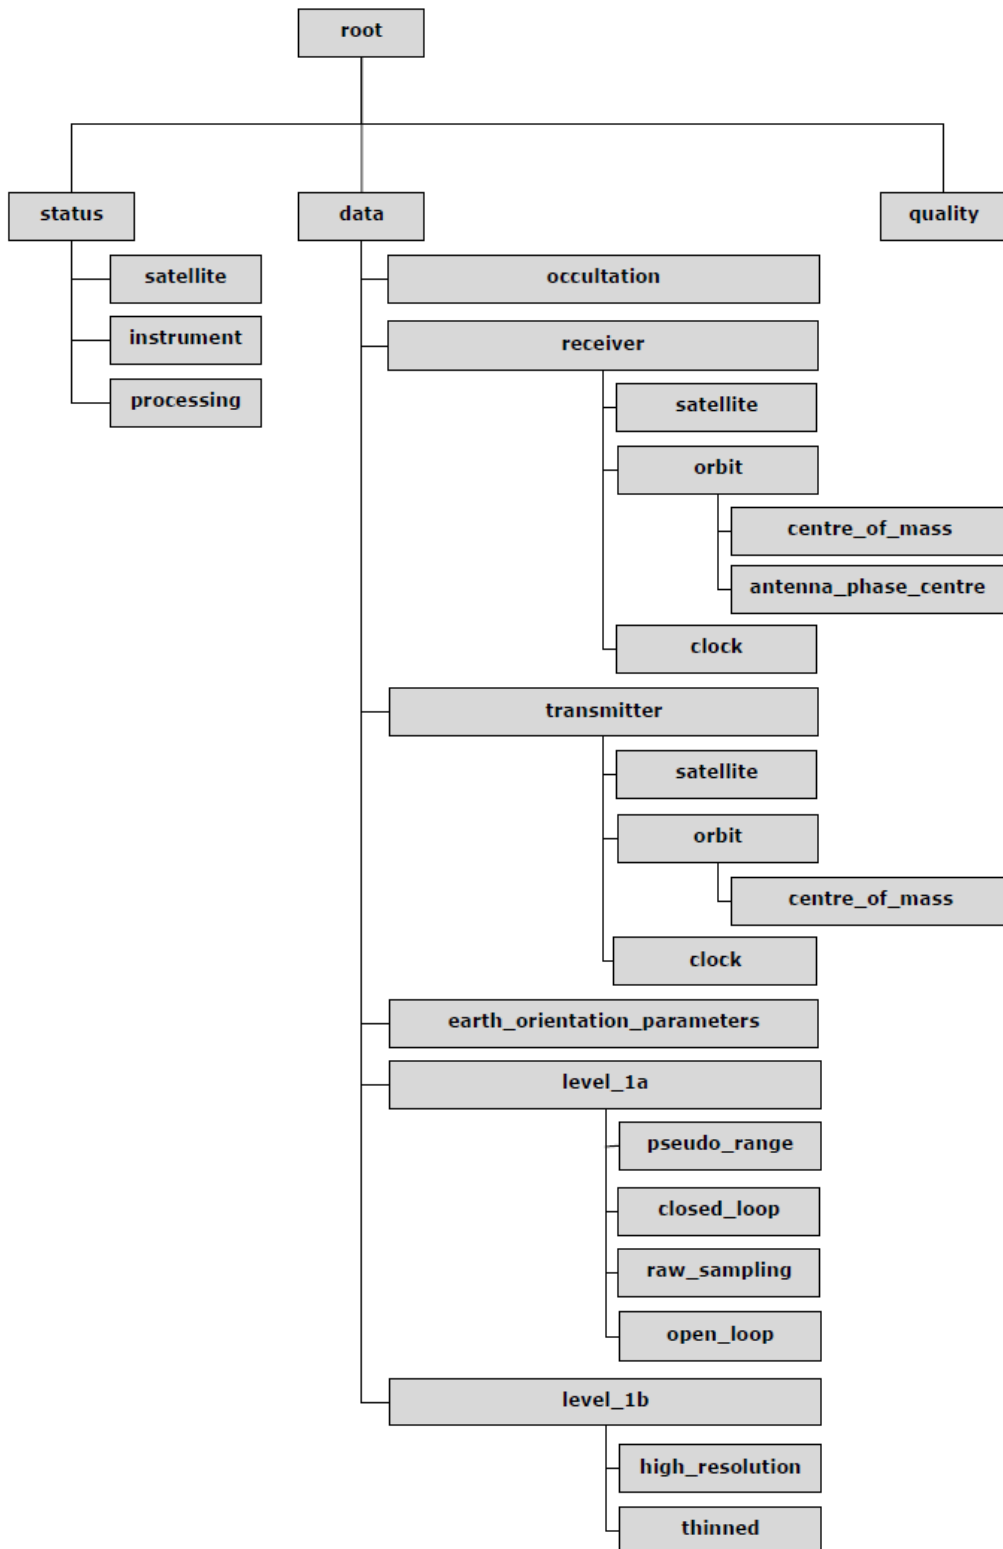 root
status
data
quality
satellite
instrument
processing
occultation
receiver
satellite
orbit
centre_of_mass
antenna_phase_centre
clock
transmitter
satellite
orbit
centre_of_mass
clock
earth_orientation_parameters
level_1a
pseudo_range
closed_loop
raw_sampling
open_loop
level_1b
high_resolution
thinned